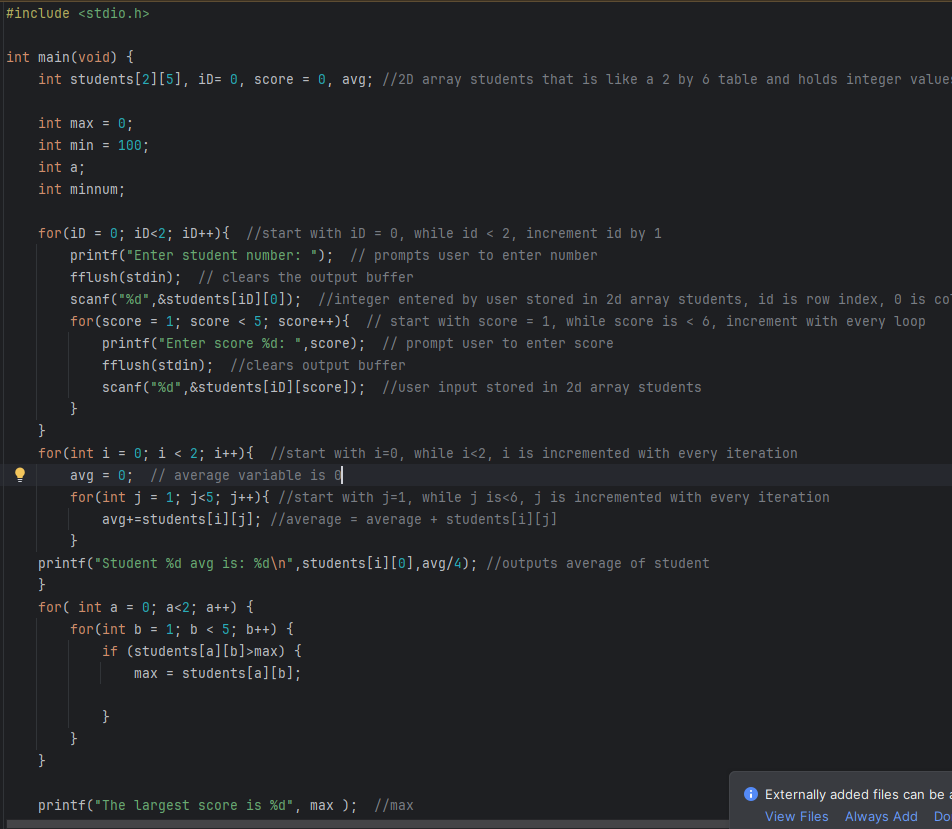 #include <stdio.h>
int main(void) {
int students[2][5], iD= 0, score = 0, avg; //2D array students that is like a 2 by 6 table and holds integer
int max = 0;
int min = 100;
int a;
int minnum;
for(iD = 0; iD<2; iD++){  //start with iD = 0, while id < 2, increment id by 1
printf("Enter student number: ");  // prompts user to enter number
fflush(stdin);  // clears the output buffer
scanf("%d",&students[iD][0]);  //integer entered by user stored in 2d array students, id is row index, 0 is
for(score = 1; score < 5; score++){  // start with score = 1, while score is < 6, increment with every loop
printf("Enter score %d: ",score);  // prompt user to enter score
fflush(stdin);  //clears output buffer
scanf("%d",&students[iD][score]);  //user input stored in 2d array students
}
}
for(int i = 0; i < 2; i++){  //start with i=0, while i<2, i is incremented with every iteration
avg = 0;  // average variable is 0
for(int j = 1; j<5; j++){ //start with j=1, while j is<6, j is incremented with every iteration
avg+=students[i][j]; //average = average + students[i][j]
}
printf("Student %d avg is: %d\n",students[i][0],avg/4); //outputs average of student
}
for( int a = 0; a<2; a++) {
for(int b = 1; b < 5; b++) {
if (students[a][b]>max) {
max = students[a][b];
}
}
}
printf("The largest score is %d", max );  //max
Externally added files can be
View Files Always Add